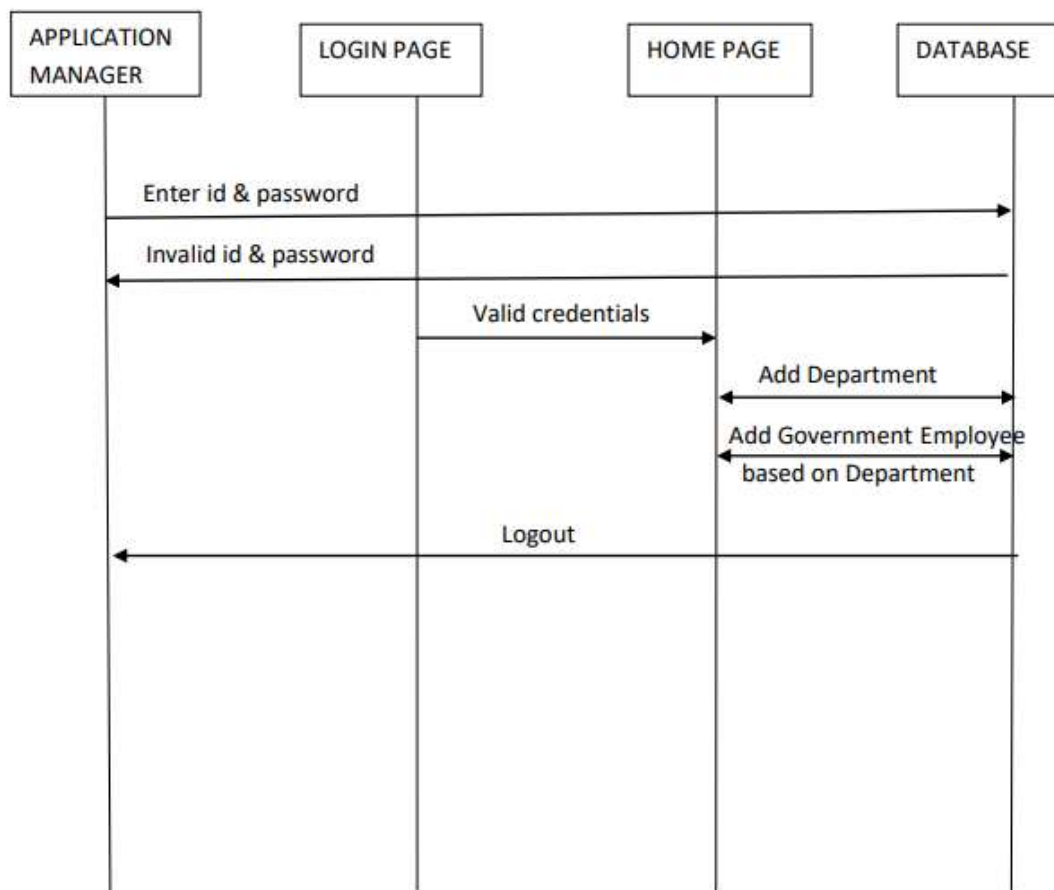 APPLICATION
MANAGER
LOGIN PAGE
HOME PAGE
DATABASE
Enter id & password
Invalid id & password
Valid credentials
Add Department
Add Government Employee
based on Department
Logout